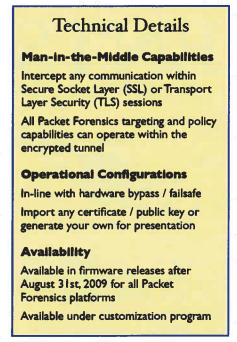 Technical Details
Man-in-the-Middle Capabilities
Intercept any communication within
Secure Socket Layer (SSL) or Transport
Layer Security (TLS) sessions
All Packet Forensics targeting and policy
capabilities can operate within the
encrypted tunnel
Operational Configurations
In-line with hardware bypass / failsafe
Import any certificate / public key or
generate your own for presentation
Availability
Available in firmware releases after
August 31st, 2009 for all Packet
Forensics platforms
Available under customization program